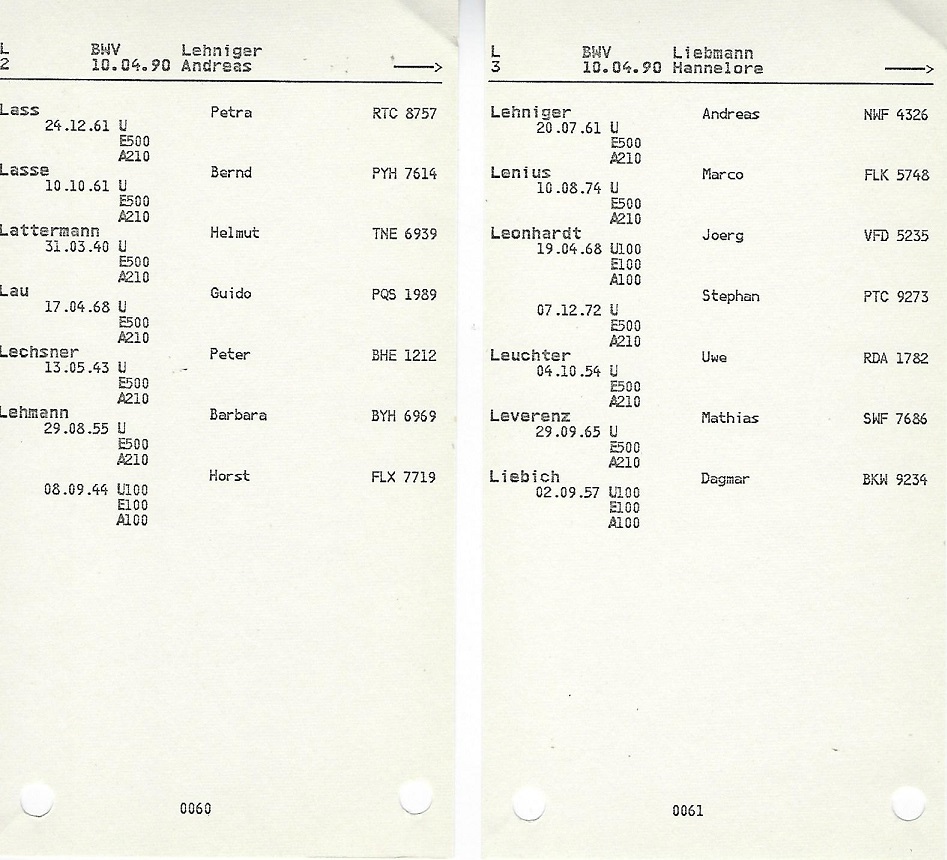 L BWV Lehniger
2 10.04.90 Andreas ——>
Lass Petra RTC 8757
24.12.61 U
E500
A210
Lasse Bernd PYH 7614
10.10.61 U
E500
A210
Lattermann Helmut TNE 6939
31.03.40 U
E500
A210
Lau Guido PQS 1989
17.04.68 U
E500
A210
Lechsner Peter BHE 1212
13.05.43 U
E500
A210
Lehmann Barbara BYH 6969
29.08.55 U
E500
A210
Horst FLX 7719
08.09.44 U100
E100
A100
0060
L BWV Liebmann
3 10.04.90 Hannelore ——>
Lehniger Andreas NWF 4326
20.07.61 U
E500
A210
Lenius Marco FLK 5748
10.08.74 U
E500
A210
Leonhardt Joerg VFD 5235
19.04.68 U100
E100
A100
Stephan PTC 9273
07.12.72 U
E500
A210
Leuchter Uwe RDA 1782
04.10.54 U
E500
A210
Leverenz Mathias SWF 7686
29.09.65 U
E500
A210
Liebich Dagmar BKW 9234
02.09.57 U100
E100
A100
0061